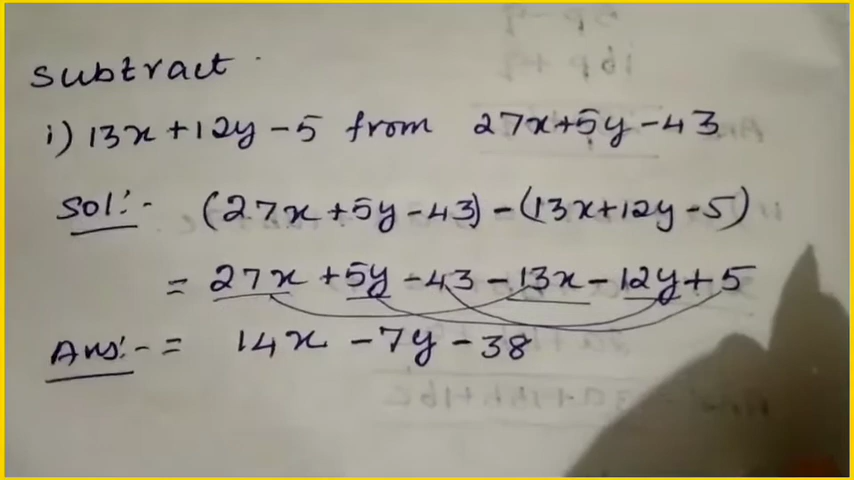 Subtract.
i) 13x + 12y - 5 from 27x + 5y - 43
Sol:- (27x + 5y - 43) - (13x + 12y - 5)
= 27x + 5y - 43 - 13x - 12y + 5
Ans:- = 14x - 7y - 38